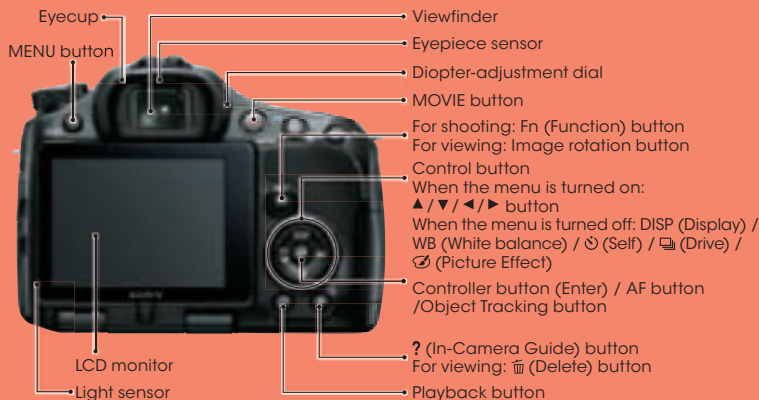 Eyecup
MENU button
Viewfinder
Eyepiece sensor
Diopter-adjustment dial
MOVIE button
For shooting: Fn (Function) button
For viewing: Image rotation button
Control button
When the menu is turned on:
▲ / ▼ / ◄ / ► button
When the menu is turned off: DISP (Display) /
WB (White balance) / (Self) / (Drive) /
(Picture Effect)
Controller button (Enter) / AF button
/Object Tracking button
? (In-Camera Guide) button
For viewing: (Delete) button
Playback button
LCD monitor
Light sensor
SONY